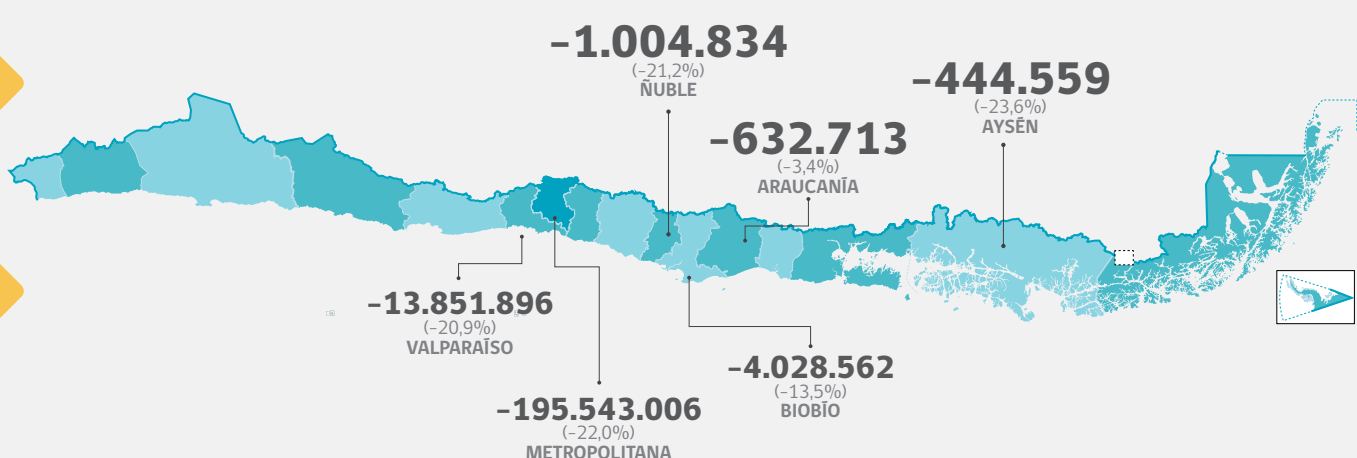 -1.004.834
(-21,2%)
ÑUBLE
-444.559
(-23,6%)
AYSÉN
-632.713
(-3,4%)
ARAUCANÍA
-13.851.896
(-20,9%)
VALPARAÍSO
-4.028.562
(-13,5%)
BIOBÍO
-195.543.006
(-22,0%)
METROPOLITANA